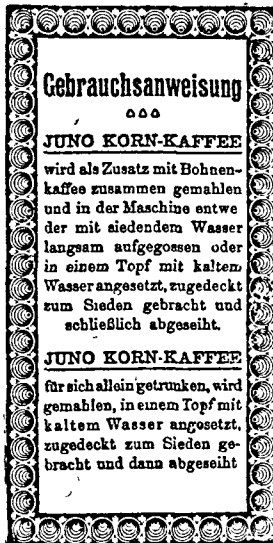 Gebrauchsanweisung
JUNO KORN-KAFFEE
wird als Zusatz mit Bohnen-
kaffee zusammen gemahlen
und in der Maschine entwe
der mit siedendem Wasser
langsam aufgegossen oder
in einem Topf mit kaltem
Wasser angesetzt, zugedeckt
zum Sieden gebracht und
schließlich abgeseiht.
JUNO KORN-KAFFEE
für sich allein getrunken, wird
gemahlen, in einem Topf mit
kaltem Wasser angesetzt,
zugedeckt zum Sieden ge-
bracht und dann abgeseiht